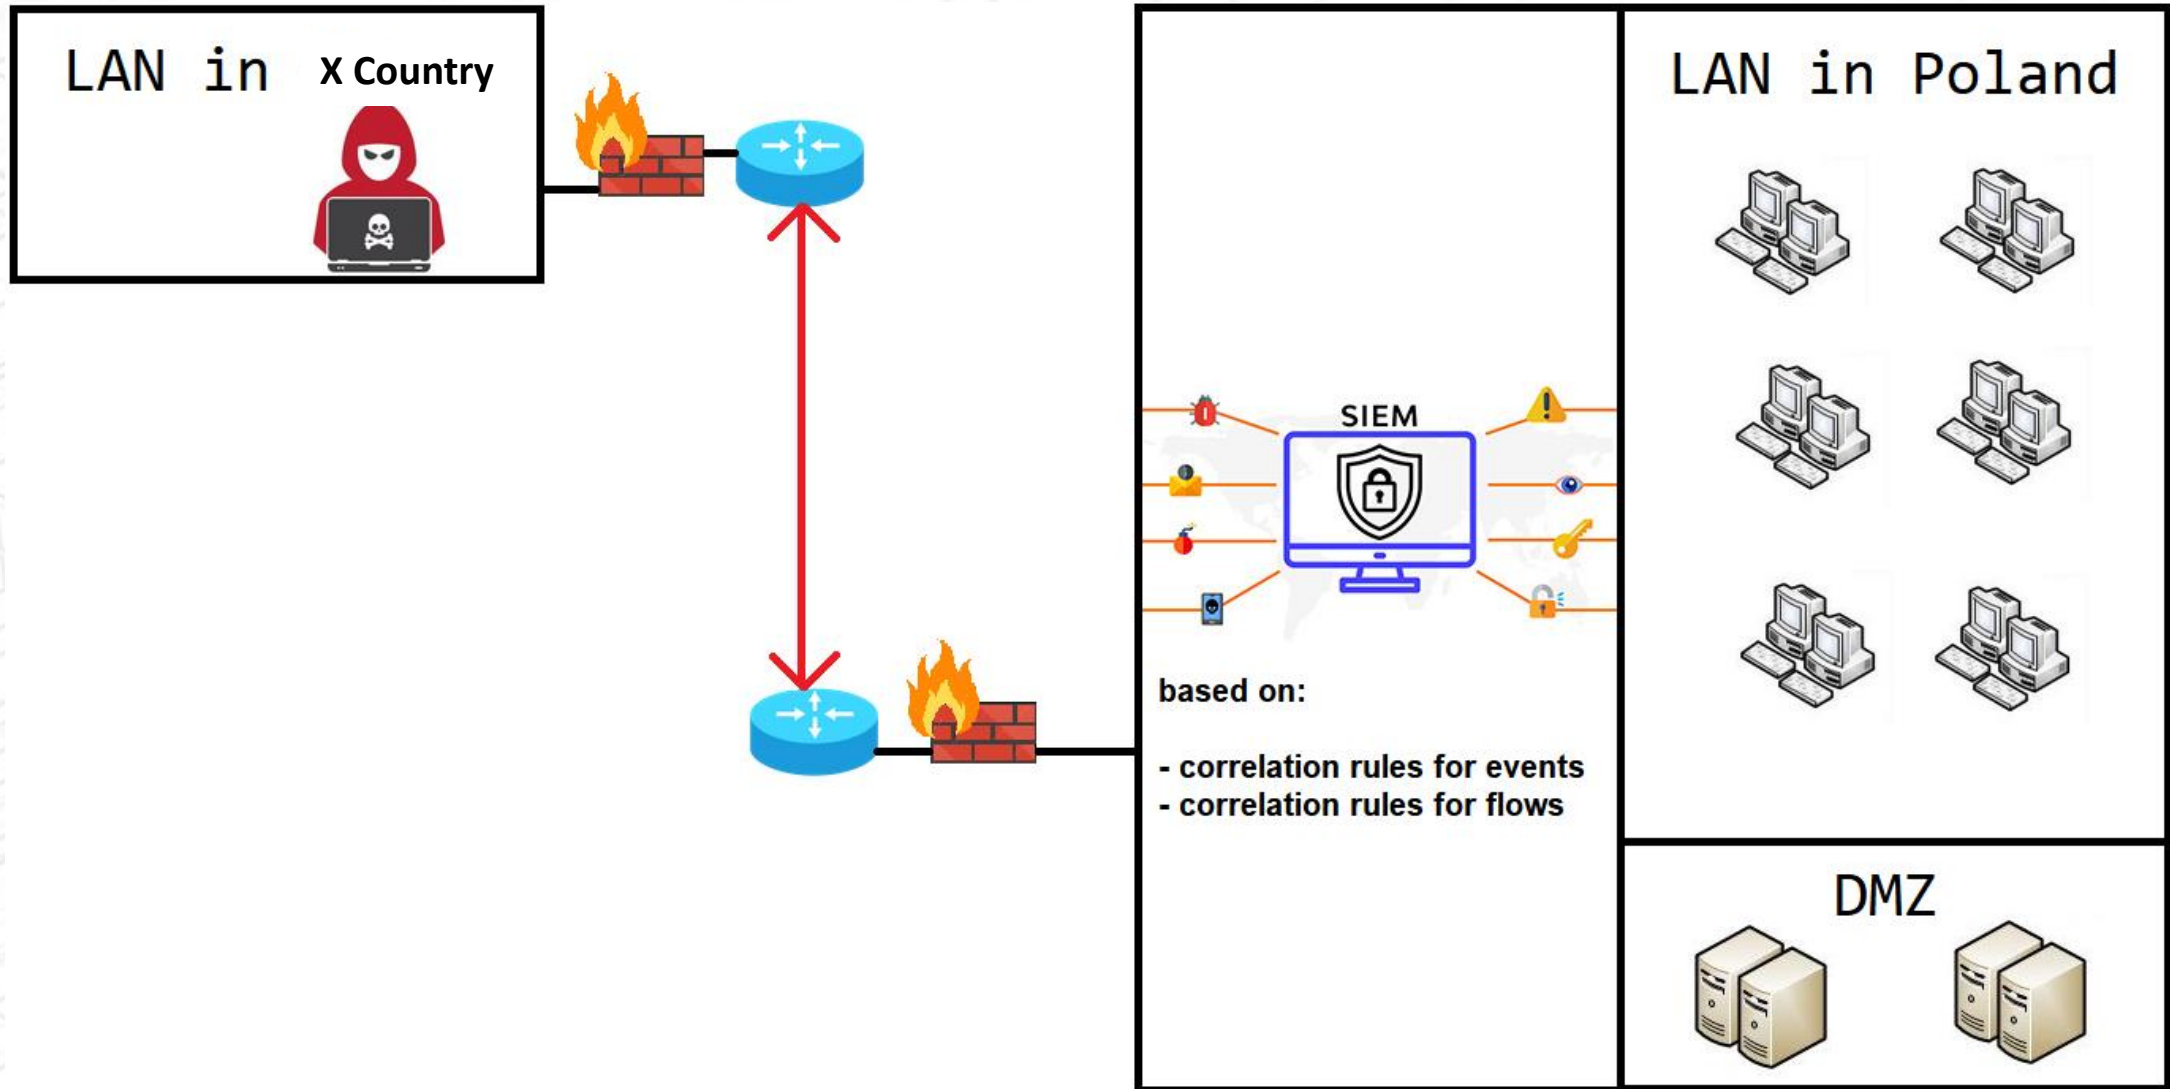 LAN in X Country
SIEM
based on:
- correlation rules for events
- correlation rules for flows
LAN in Poland
DMZ